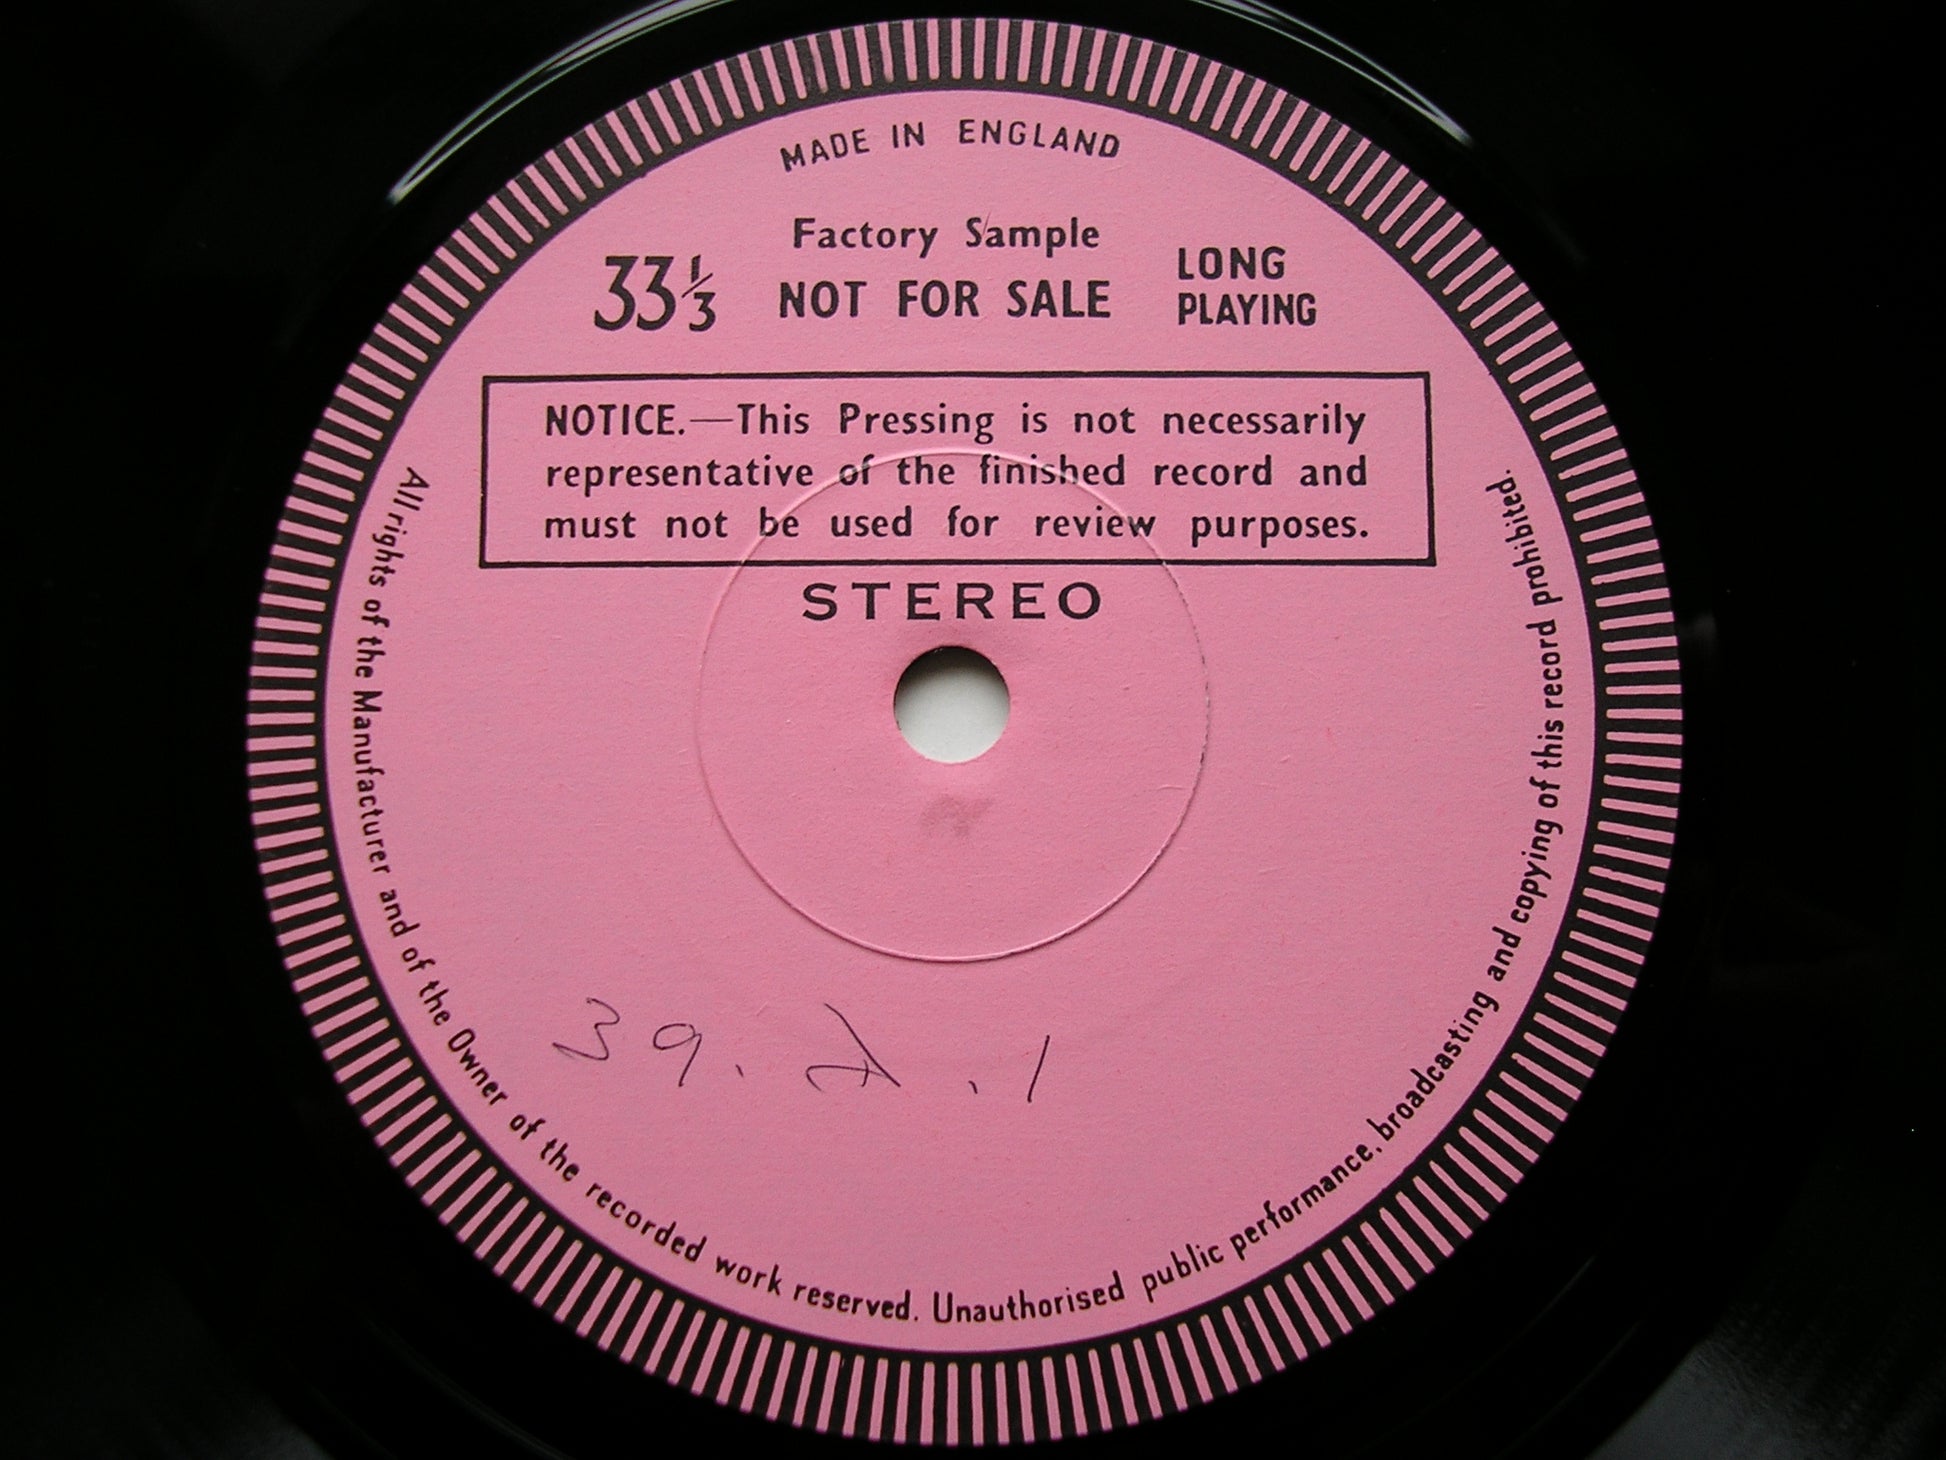 MADE IN ENGLAND
Factory Sample
33⅓ NOT FOR SALE LONG PLAYING
NOTICE.—This Pressing is not necessarily
representative of the finished record and
must not be used for review purposes.
STEREO
39.
.1
All rights of the Manufacturer and of the Owner of the recorded work reserved. Unauthorised public performance, broadcasting and copying of this record prohibited.